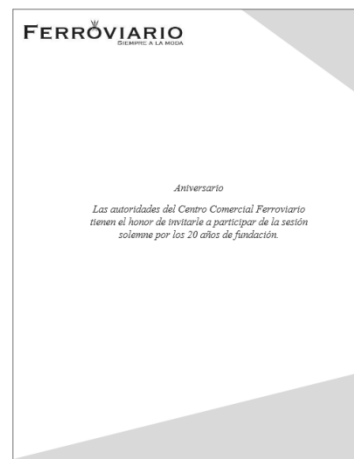 FERROVIARIO
SIEMPRE A LA MODA
Aniversario
Las autoridades del Centro Comercial Ferroviario
tienen el honor de invitarle a participar de la sesión
solemne por los 20 años de fundación.